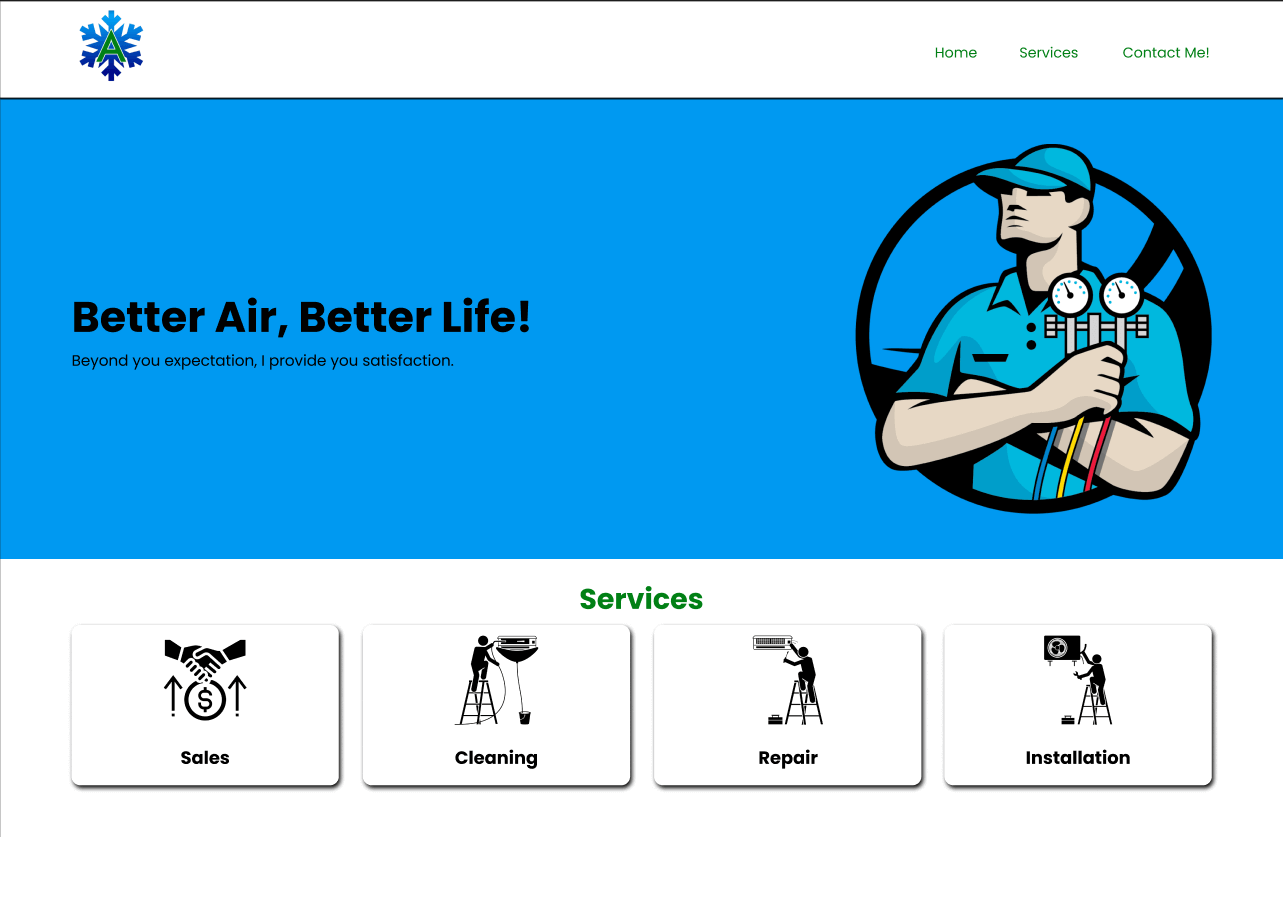 A
Home Services Contact Me!
Better Air, Better Life!
Beyond you expectation, I provide you satisfaction.
Services
$
Sales Cleaning Repair Installation